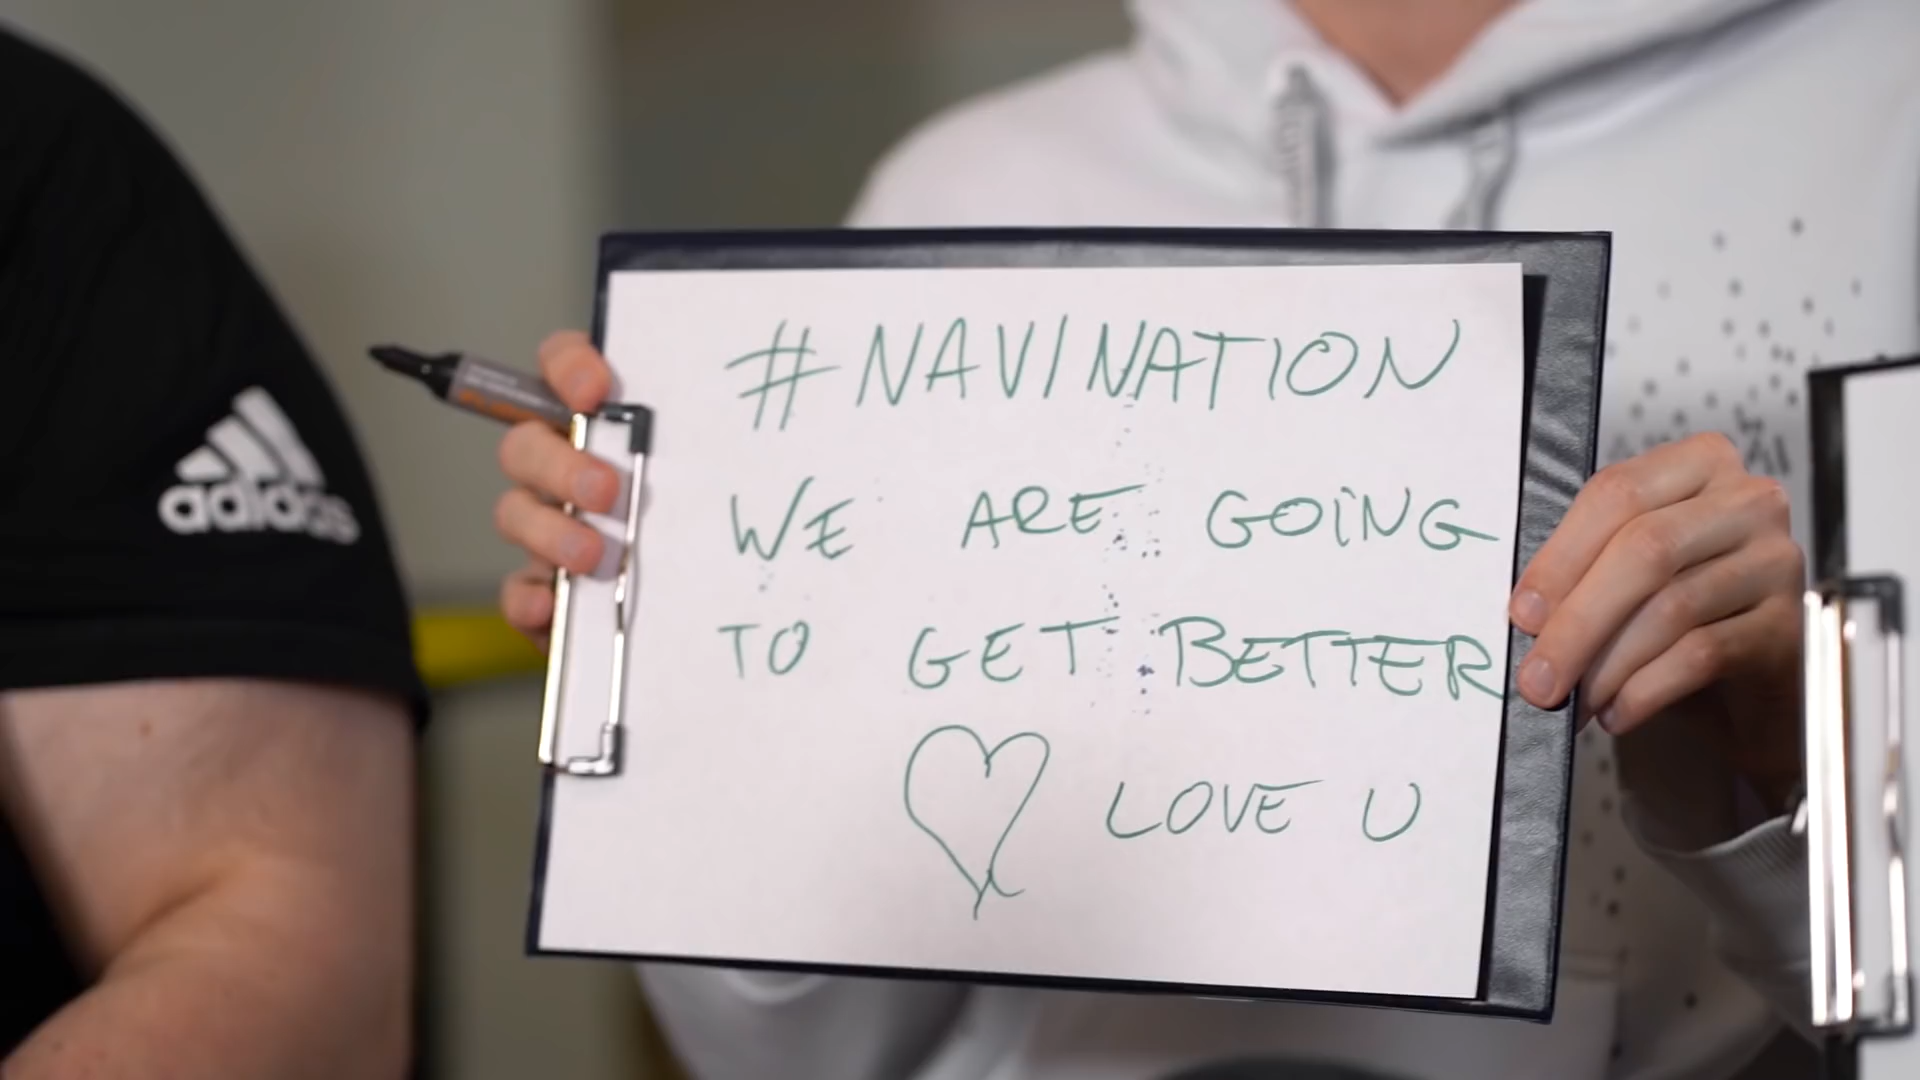 adidas
#NAVINATION
WE ARE GOING
TO GET BETTER
LOVE U